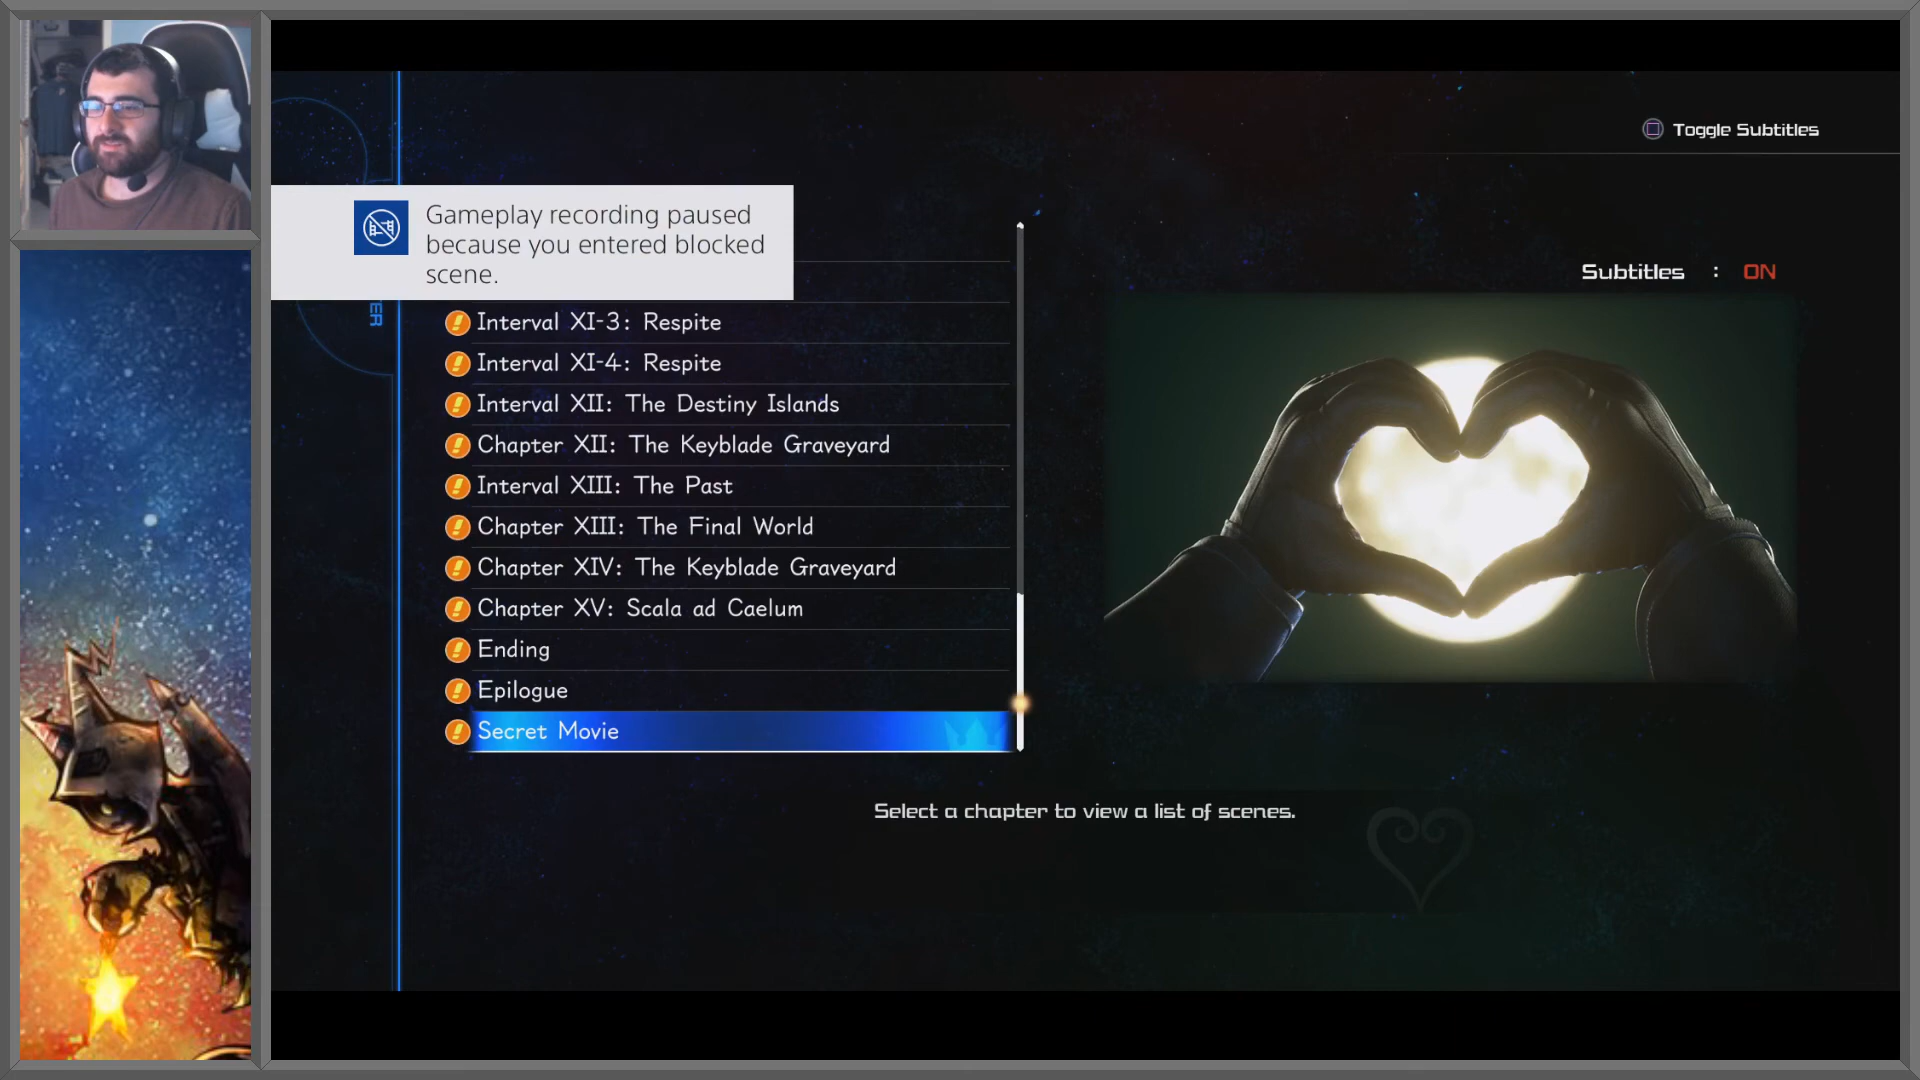 Toggle Subtitles
Gameplay recording paused
because you entered blocked
scene.
Subtitles : ON
ER
Interval XI-3: Respite
Interval XI-4: Respite
Interval XII: The Destiny Islands
Chapter XII: The Keyblade Graveyard
Interval XIII: The Past
Chapter XIII: The Final World
Chapter XIV: The Keyblade Graveyard
Chapter XV: Scala ad Caelum
Ending
Epilogue
Secret Movie
Select a chapter to view a list of scenes.